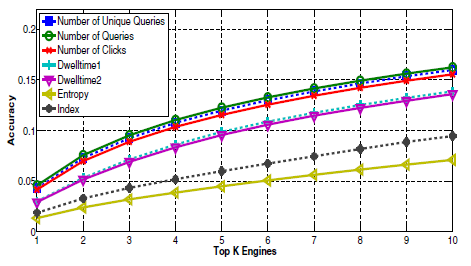 0.2
0.15
0.1
0.05
0
Accuracy
Number of Unique Queries
Number of Queries
Number of Clicks
Dwelltime1
Dwelltime2
Entropy
Index
1 2 3 4 5 6 7 8 9 10
Top K Engines